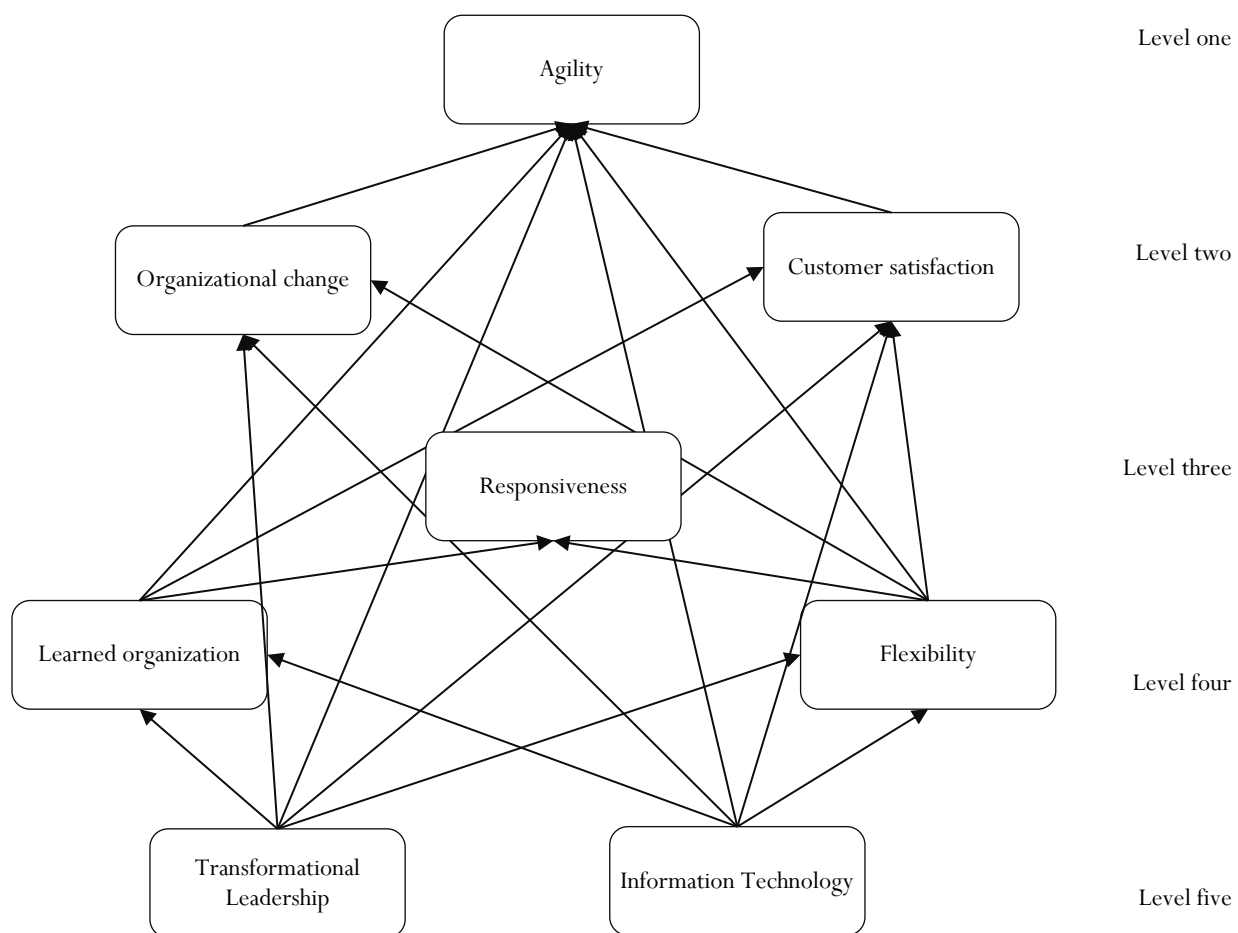 Level one
Agility
Organizational change
Customer satisfaction
Level two
Responsiveness
Level three
Learned organization
Flexibility
Level four
Transformational
Leadership
Information Technology
Level five